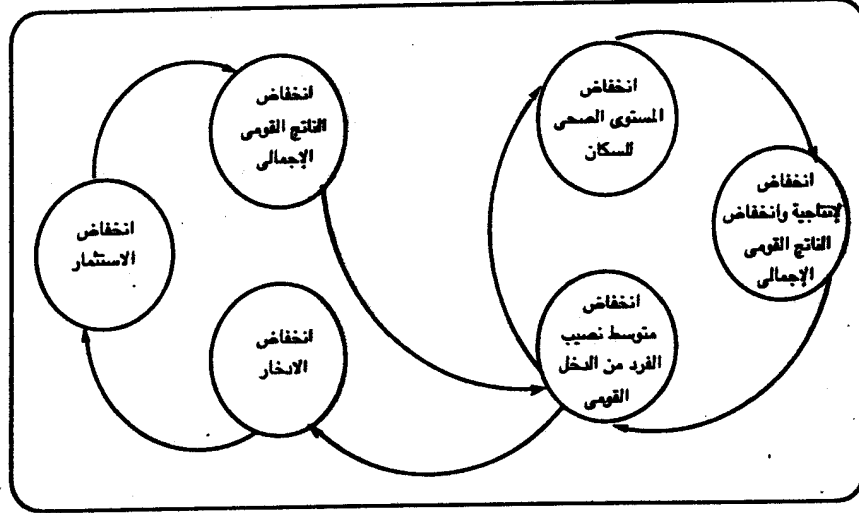 انخفاض
المستوى الصحى
للسكان
انخفاض
لإنتاجية وانخفاض
الناتج القومى
الإجمالى
انخفاض
متوسط نصيب
الفرد من الدخل
القومى
انخفاض
الناتج القومى
الإجمالى
انخفاض
الاستثمار
انخفاض
الادخار